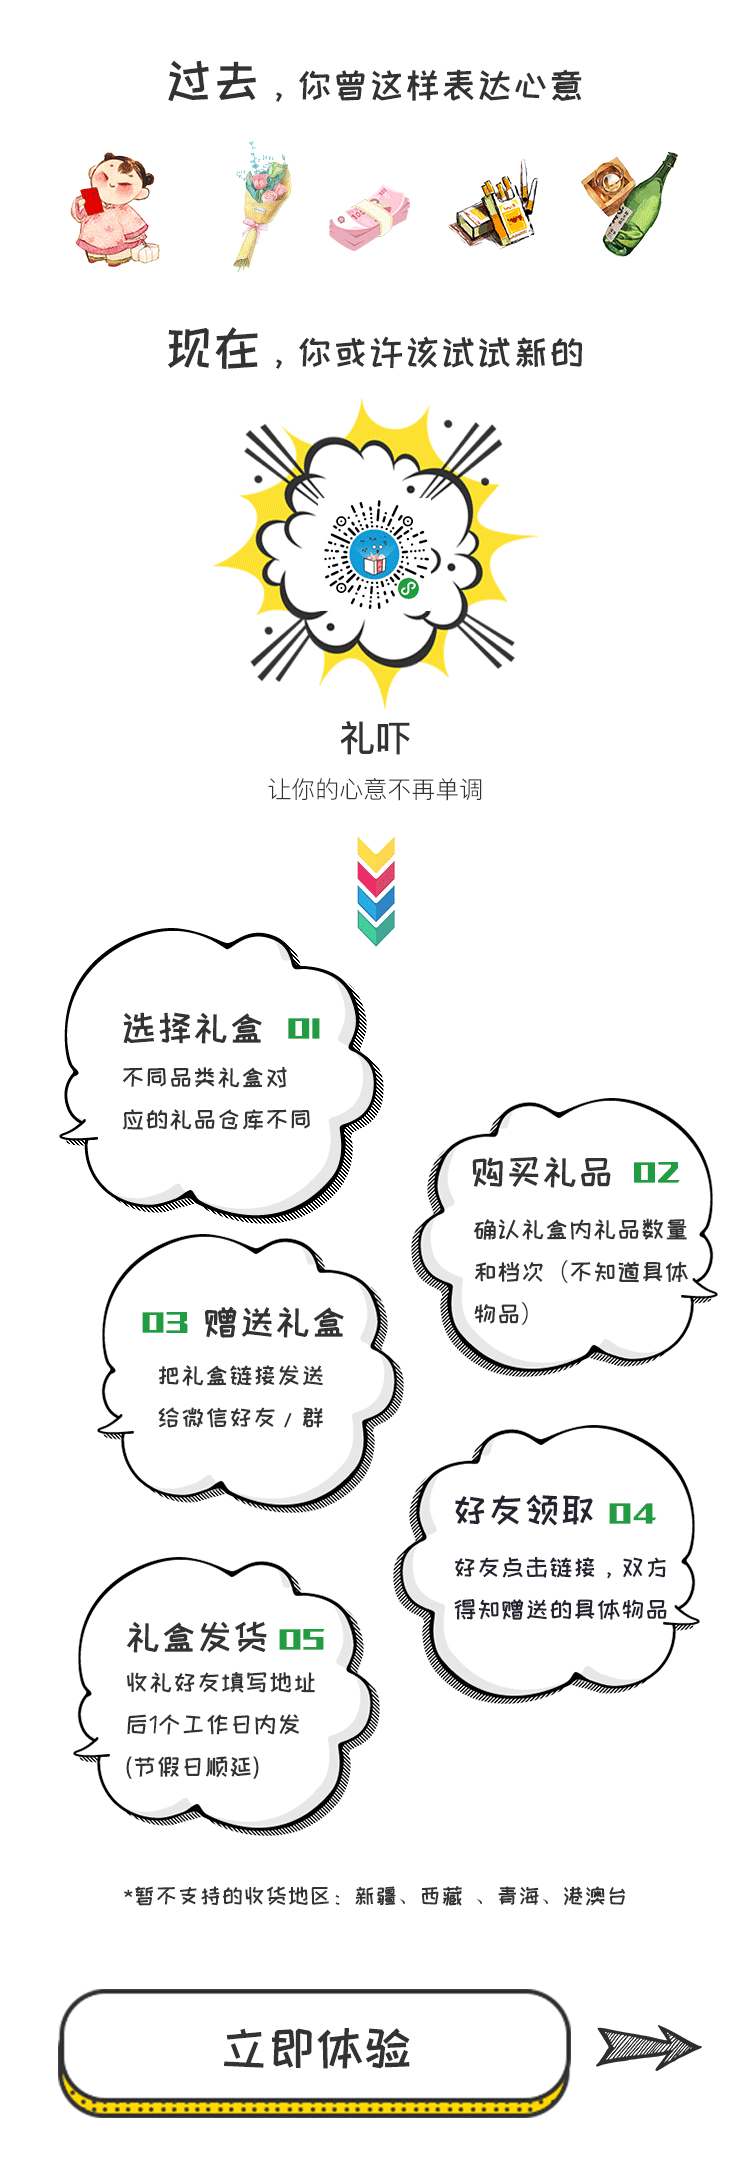 过去，你曾这样表达心意
现在，你或许该试试新的
礼吓
让你的心意不再单调
选择礼盒 01
不同品类礼盒对
应的礼品仓库不同
购买礼品 02
确认礼盒内礼品数量
和档次（不知道具体
物品）
03 赠送礼盒
把礼盒链接发送
给微信好友 / 群
好友领取 04
好友点击链接，双方
得知赠送的具体物品
礼盒发货 05
收礼好友填写地址
后1个工作日内发
(节假日顺延)
*暂不支持的收货地区：新疆、西藏 、青海、港澳台
立即体验